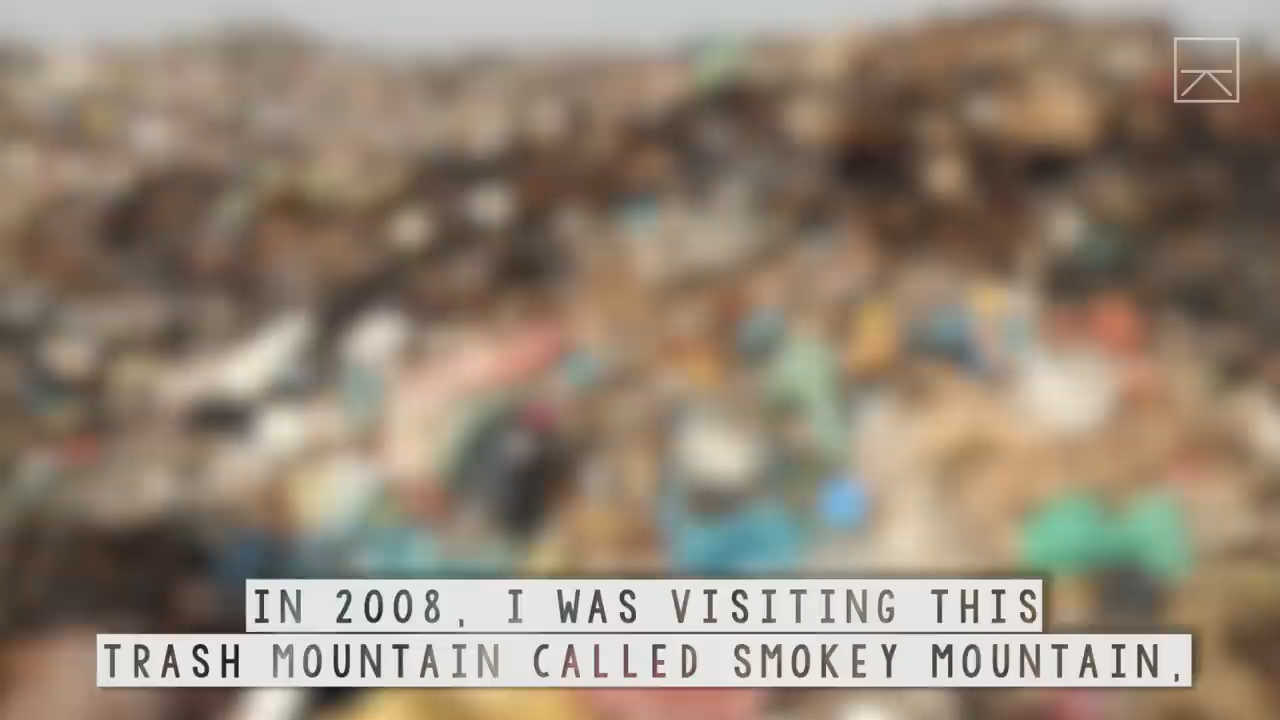 IN 2008, I WAS VISITING THIS
TRASH MOUNTAIN CALLED SMOKEY MOUNTAIN,